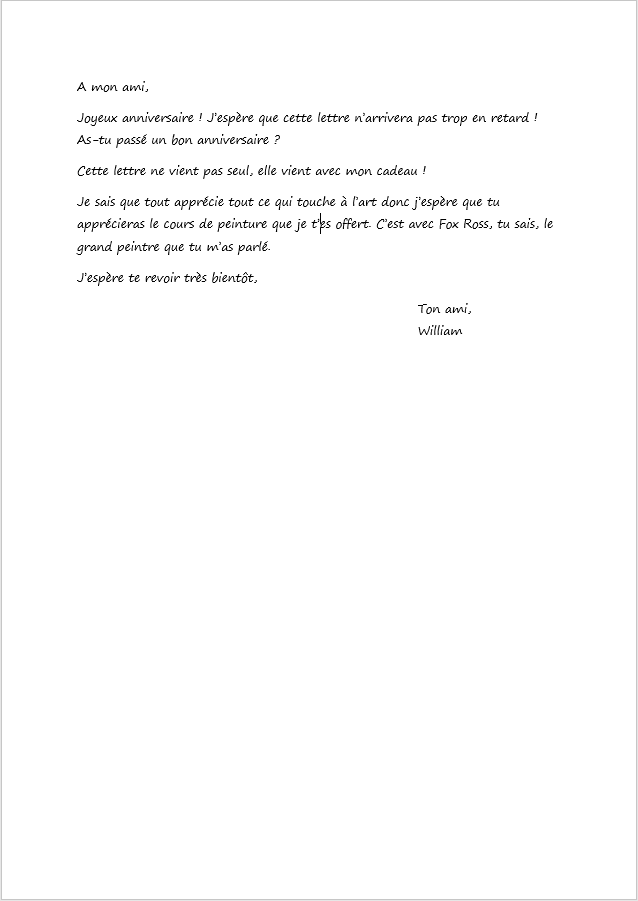 A mon ami,
Joyeux anniversaire ! J’espère que cette lettre n’arrivera pas trop en retard !
As-tu passé un bon anniversaire ?
Cette lettre ne vient pas seul, elle vient avec mon cadeau !
Je sais que tout apprécie tout ce qui touche à l’art donc j’espère que tu
apprécieras le cours de peinture que je t’es offert. C’est avec Fox Ross, tu sais, le
grand peintre que tu m’as parlé.
J’espère te revoir très bientôt,
Ton ami,
William